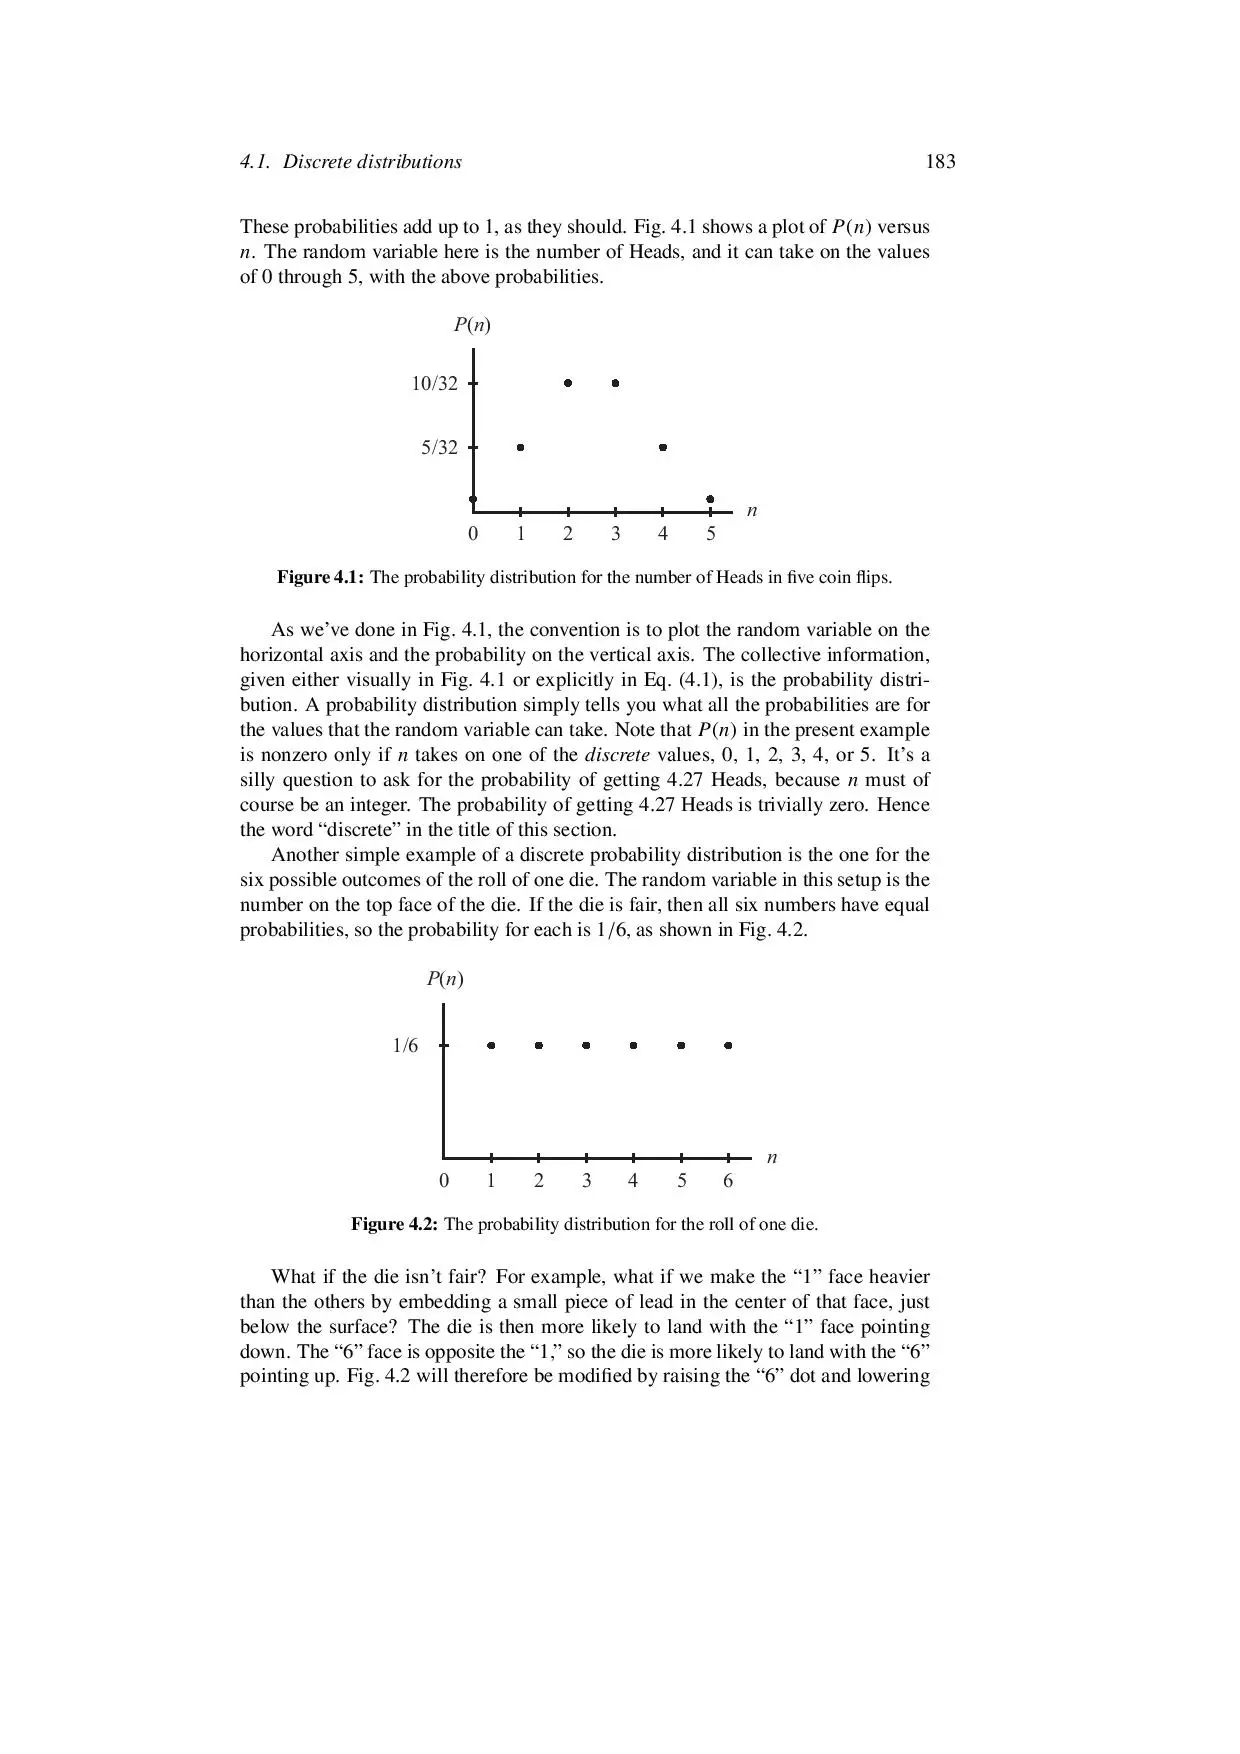 4.1. Discrete distributions 183
These probabilities add up to 1, as they should. Fig. 4.1 shows a plot of P(n) versus
n. The random variable here is the number of Heads, and it can take on the values
of 0 through 5, with the above probabilities.
P(n)
10/32
5/32
n
0 1 2 3 4 5
Figure 4.1: The probability distribution for the number of Heads in five coin flips.
As we’ve done in Fig. 4.1, the convention is to plot the random variable on the
horizontal axis and the probability on the vertical axis. The collective information,
given either visually in Fig. 4.1 or explicitly in Eq. (4.1), is the probability distri-
bution. A probability distribution simply tells you what all the probabilities are for
the values that the random variable can take. Note that P(n) in the present example
is nonzero only if n takes on one of the discrete values, 0, 1, 2, 3, 4, or 5. It’s a
silly question to ask for the probability of getting 4.27 Heads, because n must of
course be an integer. The probability of getting 4.27 Heads is trivially zero. Hence
the word “discrete” in the title of this section.
Another simple example of a discrete probability distribution is the one for the
six possible outcomes of the roll of one die. The random variable in this setup is the
number on the top face of the die. If the die is fair, then all six numbers have equal
probabilities, so the probability for each is 1/6, as shown in Fig. 4.2.
P(n)
1/6
n
0 1 2 3 4 5 6
Figure 4.2: The probability distribution for the roll of one die.
What if the die isn’t fair? For example, what if we make the “1” face heavier
than the others by embedding a small piece of lead in the center of that face, just
below the surface? The die is then more likely to land with the “1” face pointing
down. The “6” face is opposite the “1,” so the die is more likely to land with the “6”
pointing up. Fig. 4.2 will therefore be modified by raising the “6” dot and lowering